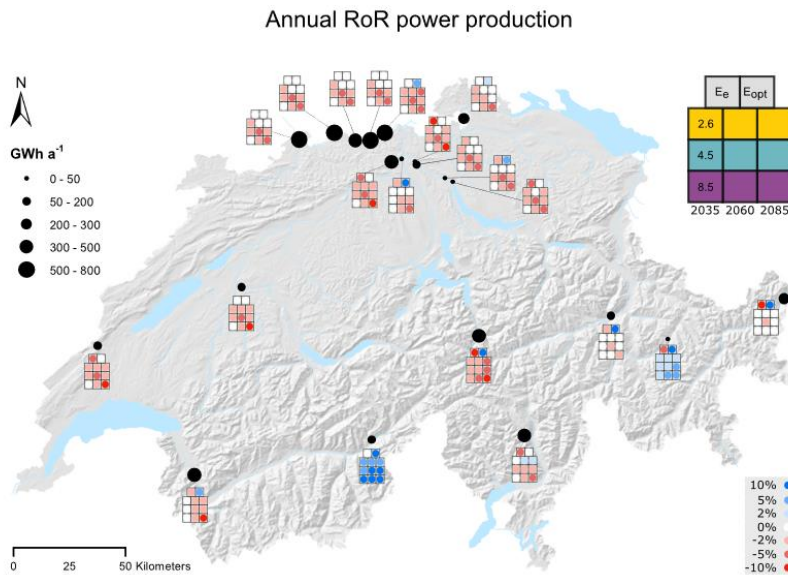 Annual RoR power production
N
GWh a⁻¹
0 - 50
50 - 200
200 - 300
300 - 500
500 - 800
Ee Eopt
2.6
4.5
8.5
2035 2060 2085
10%
5%
2%
0%
-2%
-5%
-10%
0 25 50 Kilometers